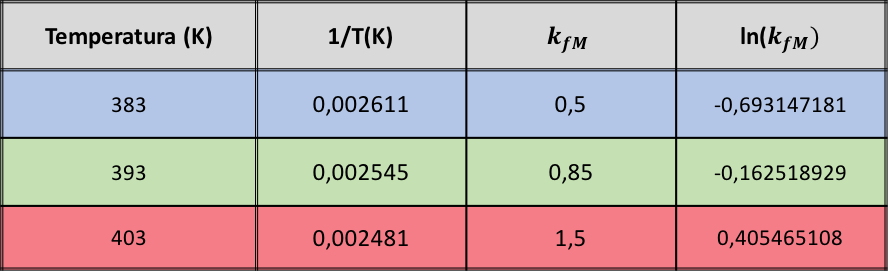 Temperatura (K) 1/T(K) k_fM ln(k_fM)
383 0,002611 0,5 -0,693147181
393 0,002545 0,85 -0,162518929
403 0,002481 1,5 0,405465108